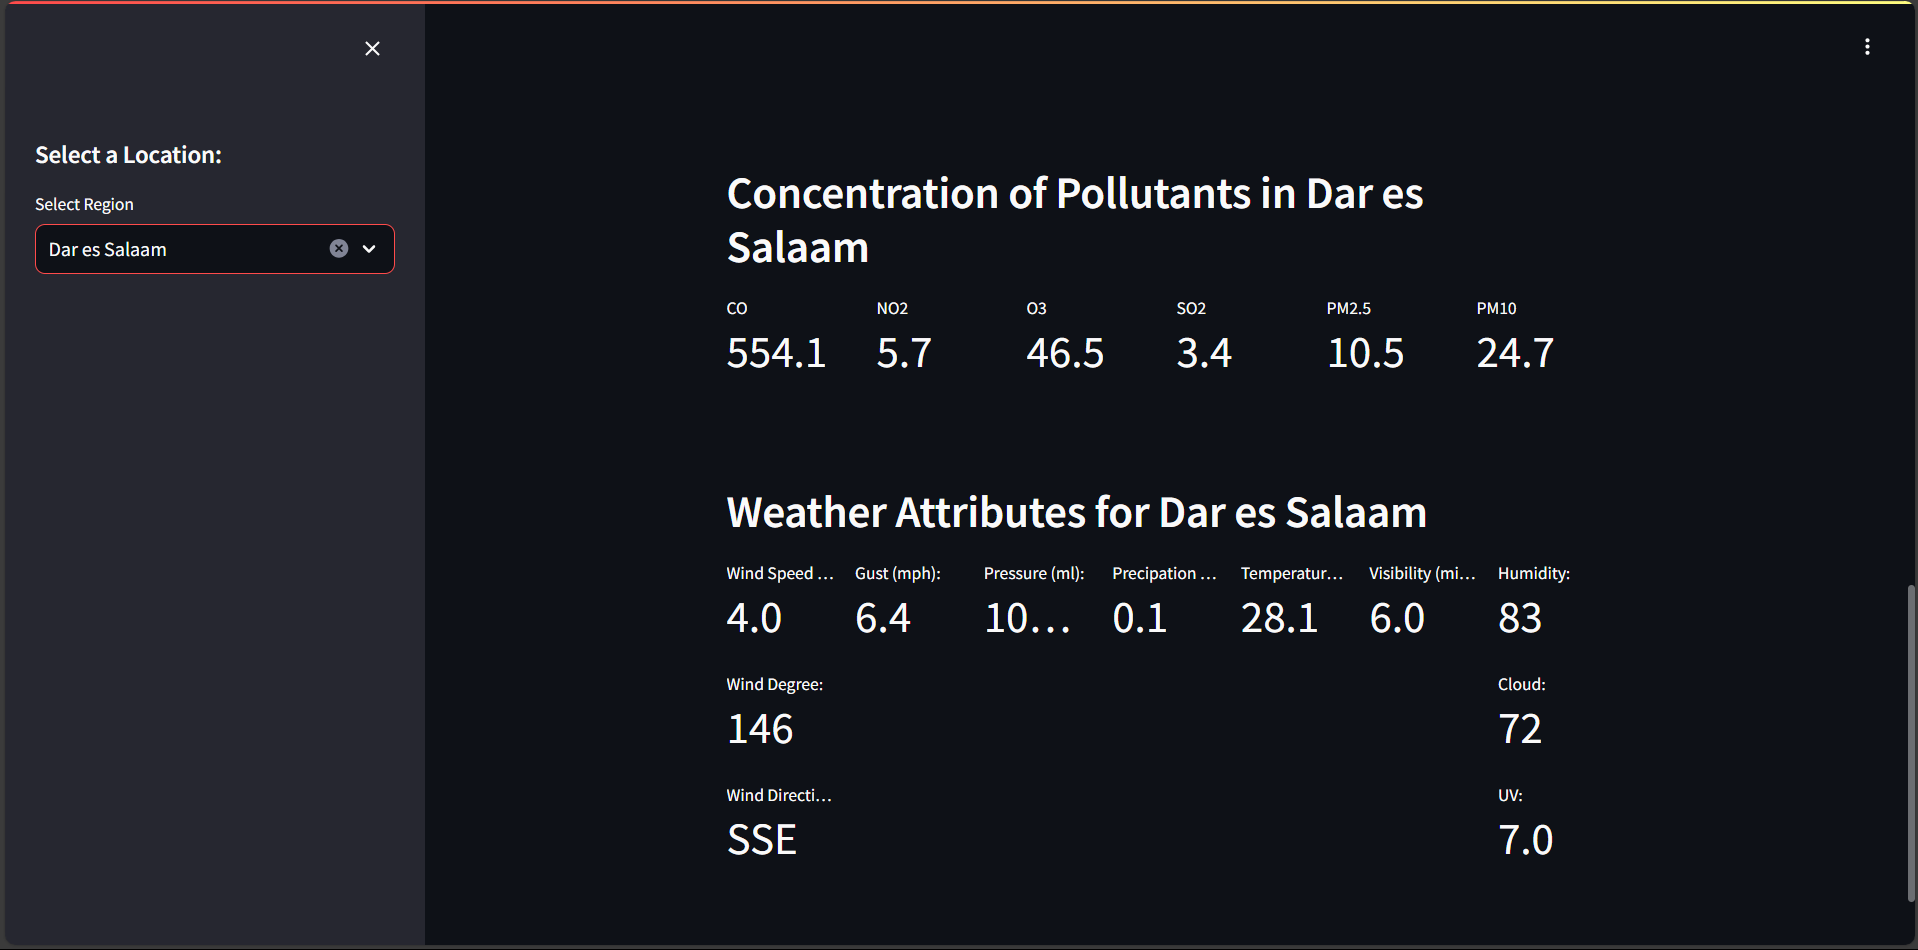 Select a Location:
Select Region
Dar es Salaam
Concentration of Pollutants in Dar es
Salaam
CO NO2 O3 SO2 PM2.5 PM10
554.1 5.7 46.5 3.4 10.5 24.7
Weather Attributes for Dar es Salaam
Wind Speed ... Gust (mph): Pressure (ml): Precipation ... Temperatur... Visibility (mi... Humidity:
4.0 6.4 10... 0.1 28.1 6.0 83
Wind Degree: Cloud:
146 72
Wind Directi... UV:
SSE 7.0